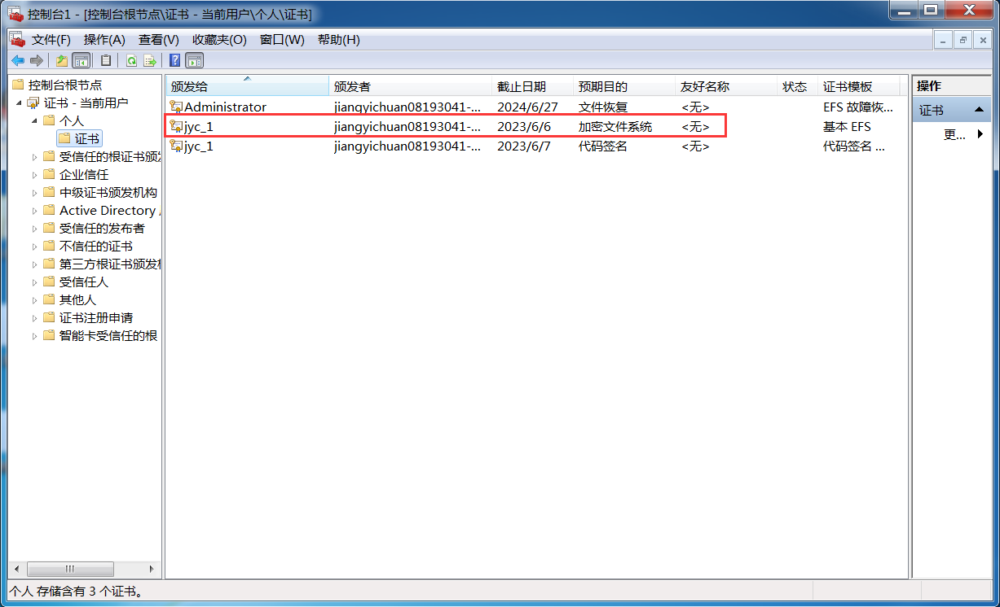 控制台1 - [控制台根节点\证书 - 当前用户\个人\证书]
文件(F) 操作(A) 查看(V) 收藏夹(O) 窗口(W) 帮助(H)
控制台根节点
证书 - 当前用户
个人
证书
受信任的根证书颁发
企业信任
中级证书颁发机构
Active Directory
受信任的发布者
不信任的证书
第三方根证书颁发
受信任人
其他人
证书注册申请
智能卡受信任的根
颁发给 颁发者 截止日期 预期目的 友好名称 状态 证书模板
Administrator jiangyichuan08193041-... 2024/6/27 文件恢复 <无> EFS 故障恢...
jyc_1 jiangyichuan08193041-... 2023/6/6 加密文件系统 <无> 基本 EFS
jyc_1 jiangyichuan08193041-... 2023/6/7 代码签名 <无> 代码签名 ...
操作
证书
更...
个人 存储含有 3 个证书。